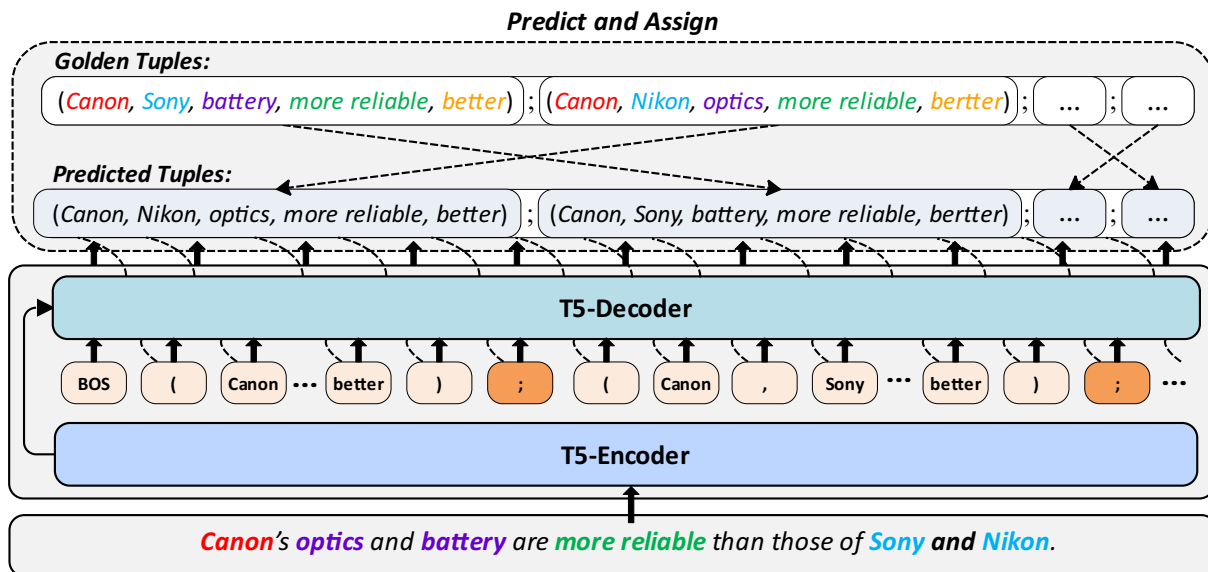 Predict and Assign
Golden Tuples:
(Canon, Sony, battery, more reliable, better) ; (Canon, Nikon, optics, more reliable, bertter) ; ... ; ...
Predicted Tuples:
(Canon, Nikon, optics, more reliable, better) ; (Canon, Sony, battery, more reliable, bertter) ; ... ; ...
T5-Decoder
BOS ( Canon ... better ) ; ( Canon , Sony ... better ) ; ...
T5-Encoder
Canon's optics and battery are more reliable than those of Sony and Nikon.